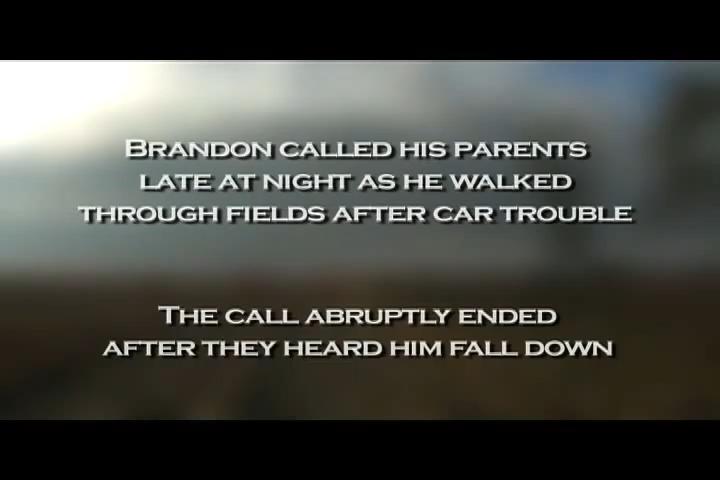 BRANDON CALLED HIS PARENTS
LATE AT NIGHT AS HE WALKED
THROUGH FIELDS AFTER CAR TROUBLE
THE CALL ABRUPTLY ENDED
AFTER THEY HEARD HIM FALL DOWN